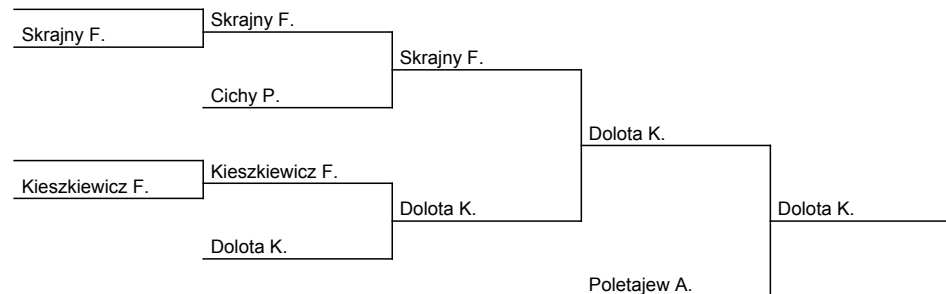 Skrajny F.
Skrajny F.
Skrajny F.
Cichy P.
Dolota K.
Kieszkiewicz F.
Kieszkiewicz F.
Dolota K.
Dolota K.
Dolota K.
Poletajew A.